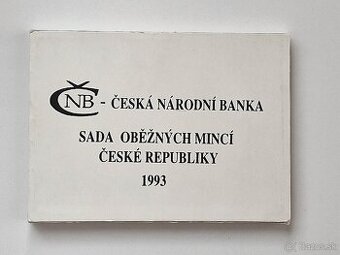 ČNB - ČESKÁ NÁRODNÍ BANKA
SADA OBĚŽNÝCH MINCÍ
ČESKÉ REPUBLIKY
1993